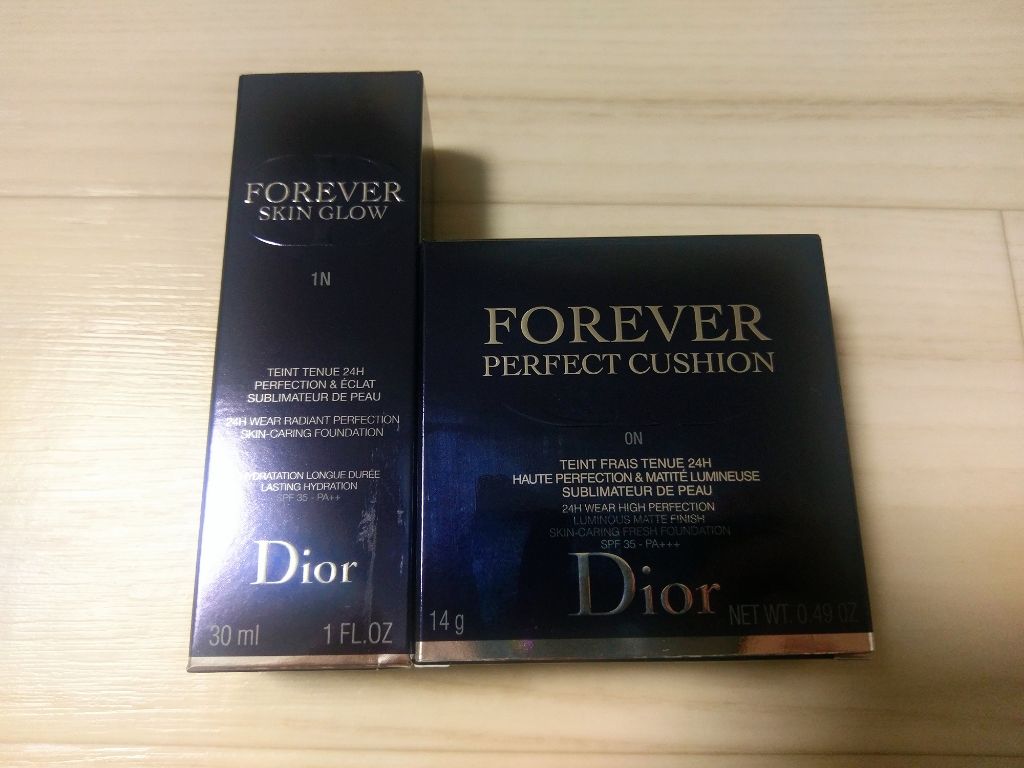 FOREVER
SKIN GLOW
1N
TEINT TENUE 24H
PERFECTION & ÉCLAT
SUBLIMATEUR DE PEAU
24H WEAR RADIANT PERFECTION
SKIN-CARING FOUNDATION
HYDRATATION LONGUE DURÉE
LASTING HYDRATION
SPF 35 - PA++
Dior
30 ml 1 FL.OZ
FOREVER
PERFECT CUSHION
0N
TEINT FRAIS TENUE 24H
HAUTE PERFECTION & MATITÉ LUMINEUSE
SUBLIMATEUR DE PEAU
24H WEAR HIGH PERFECTION
LUMINOUS MATTE FINISH
SKIN-CARING FRESH FOUNDATION
SPF 35 - PA+++
Dior
14 g NET WT. 0.49 OZ